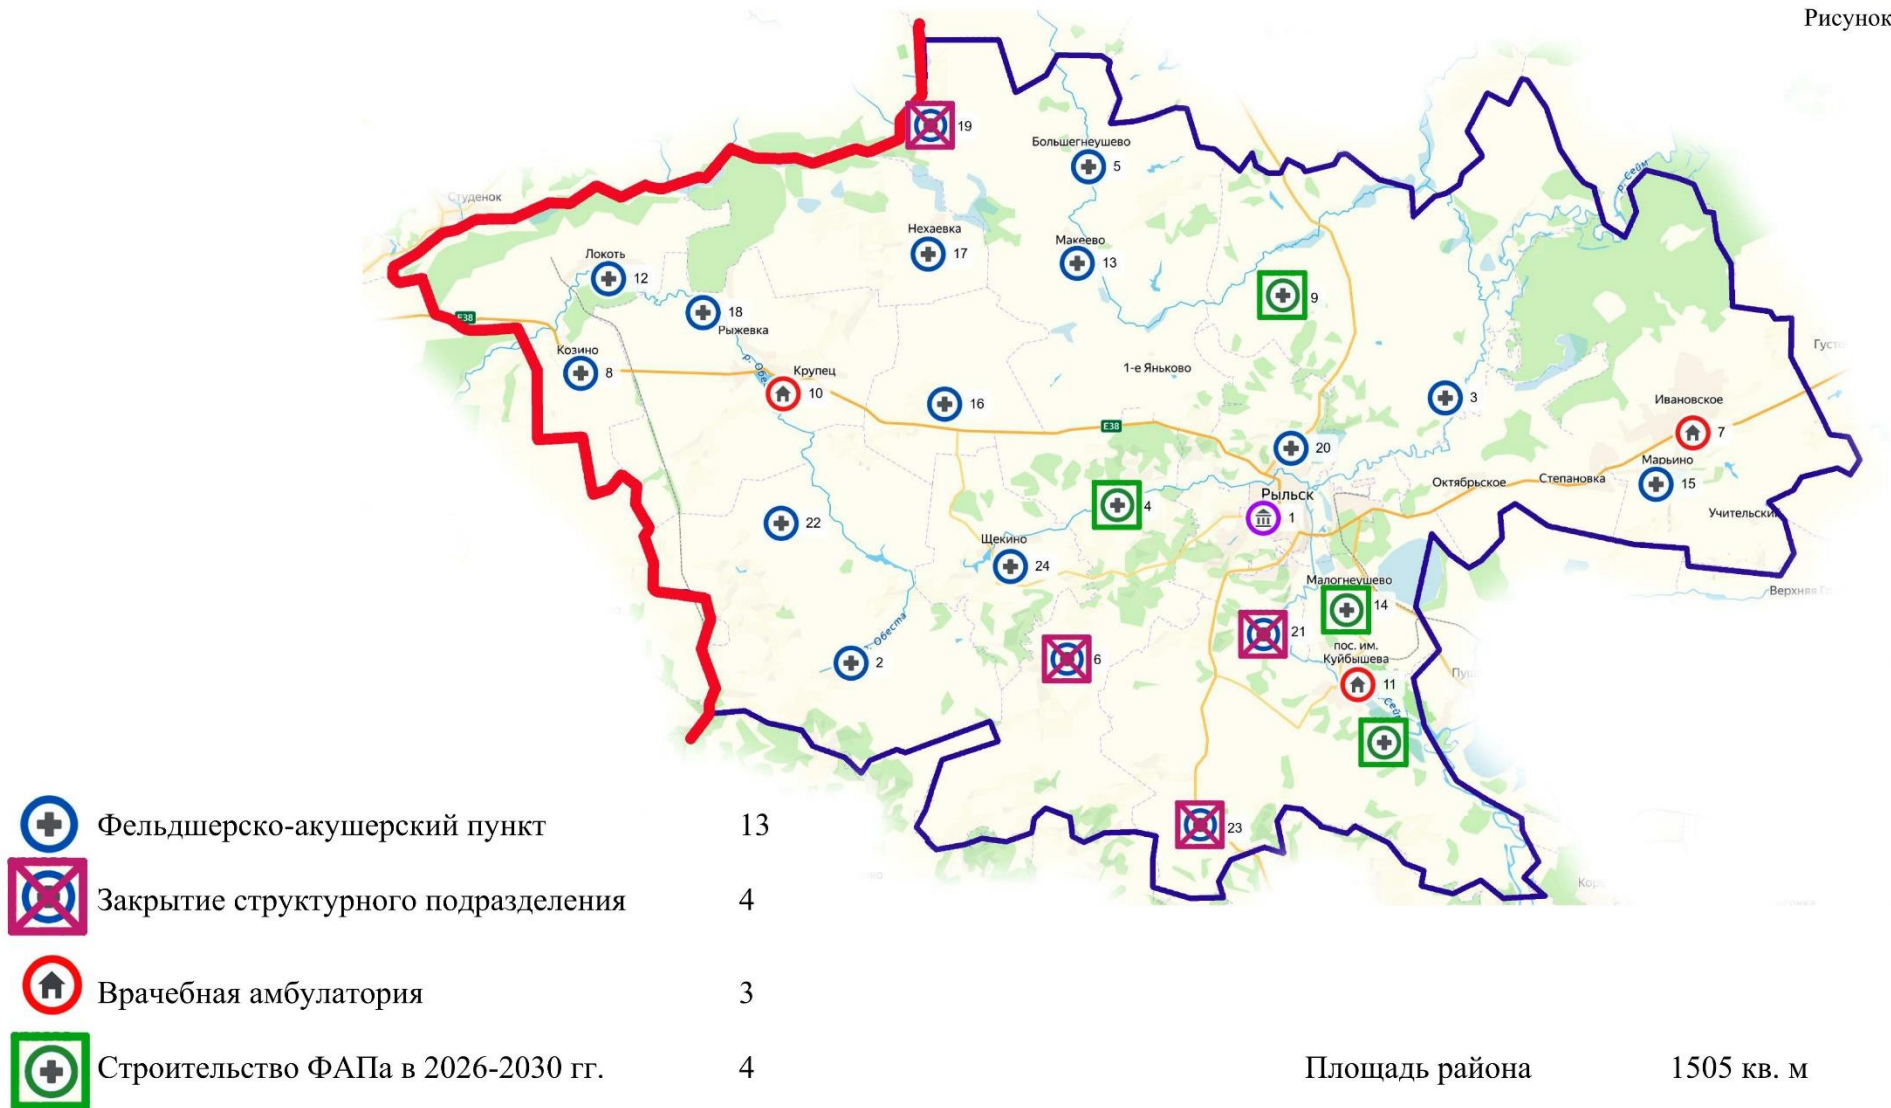 Рисунок
19
Большегнеушево
5
Студенок
р. Сейм
Нехаевка
17
Макеево
13
Локоть
12
9
18
Рыжевка
E38
Козино
8
Крупец
10
1-е Яньково
16
3
Ивановское
7
E38
20
Марьино
15
Октябрьское
Степановка
Рыльск
1
4
22
Учительский
Щекино
24
Малогнеушево
14
Обеста
2
6
21
пос. им.
Куйбышева
11
23
Фельдшерско-акушерский пункт 13
Закрытие структурного подразделения 4
Врачебная амбулатория 3
Строительство ФАПа в 2026-2030 гг. 4
Площадь района 1505 кв. м